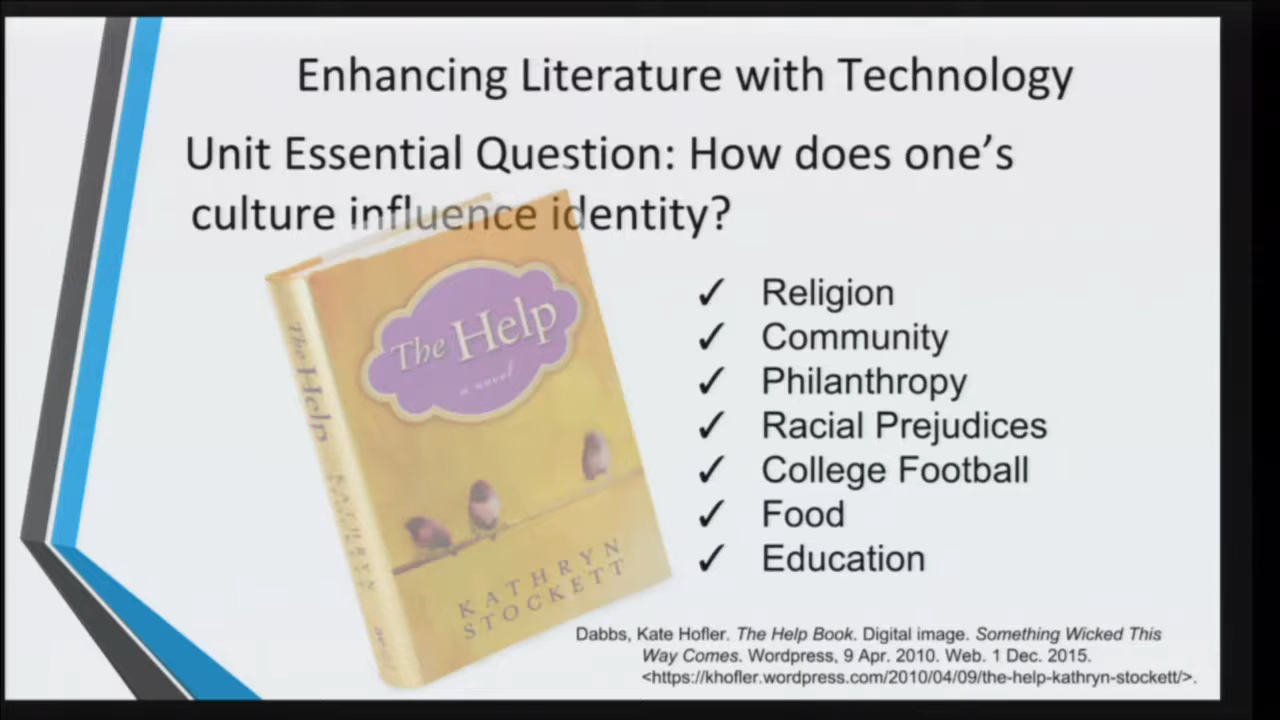 Enhancing Literature with Technology
Unit Essential Question: How does one’s
culture influence identity?
The Help
a novel
KATHRYN
STOCKETT
The Help
KATHRYN
✓ Religion
✓ Community
✓ Philanthropy
✓ Racial Prejudices
✓ College Football
✓ Food
✓ Education
Dabbs, Kate Hofler. The Help Book. Digital image. Something Wicked This
Way Comes. Wordpress, 9 Apr. 2010. Web. 1 Dec. 2015.
<https://khofler.wordpress.com/2010/04/09/the-help-kathryn-stockett/>.